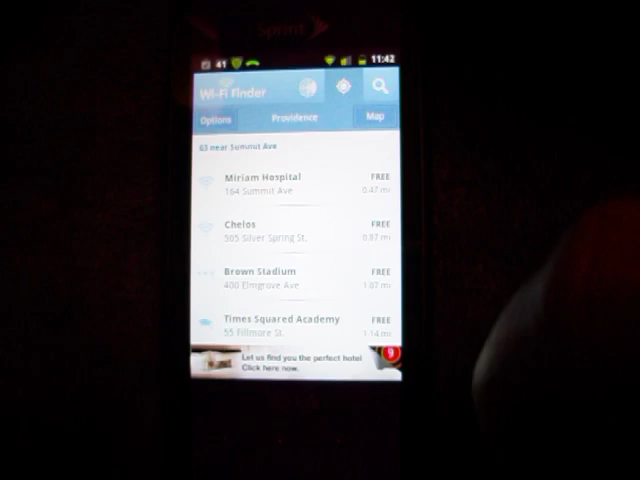 Sprint
41 11:42
Wi-Fi Finder
Options Providence Map
63 near Summit Ave
Miriam Hospital FREE
164 Summit Ave 0.47 mi
Chelos FREE
505 Silver Spring St. 0.87 mi
Brown Stadium FREE
400 Elmgrove Ave 1.07 mi
Times Squared Academy FREE
55 Fillmore St. 1.14 mi
Let us find you the perfect hotel
Click here now.
9